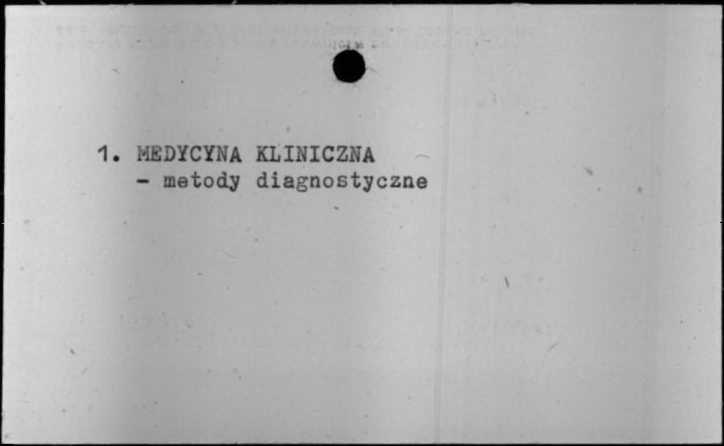 1. MEDYCYNA KLINICZNA
- metody diagnostyczne